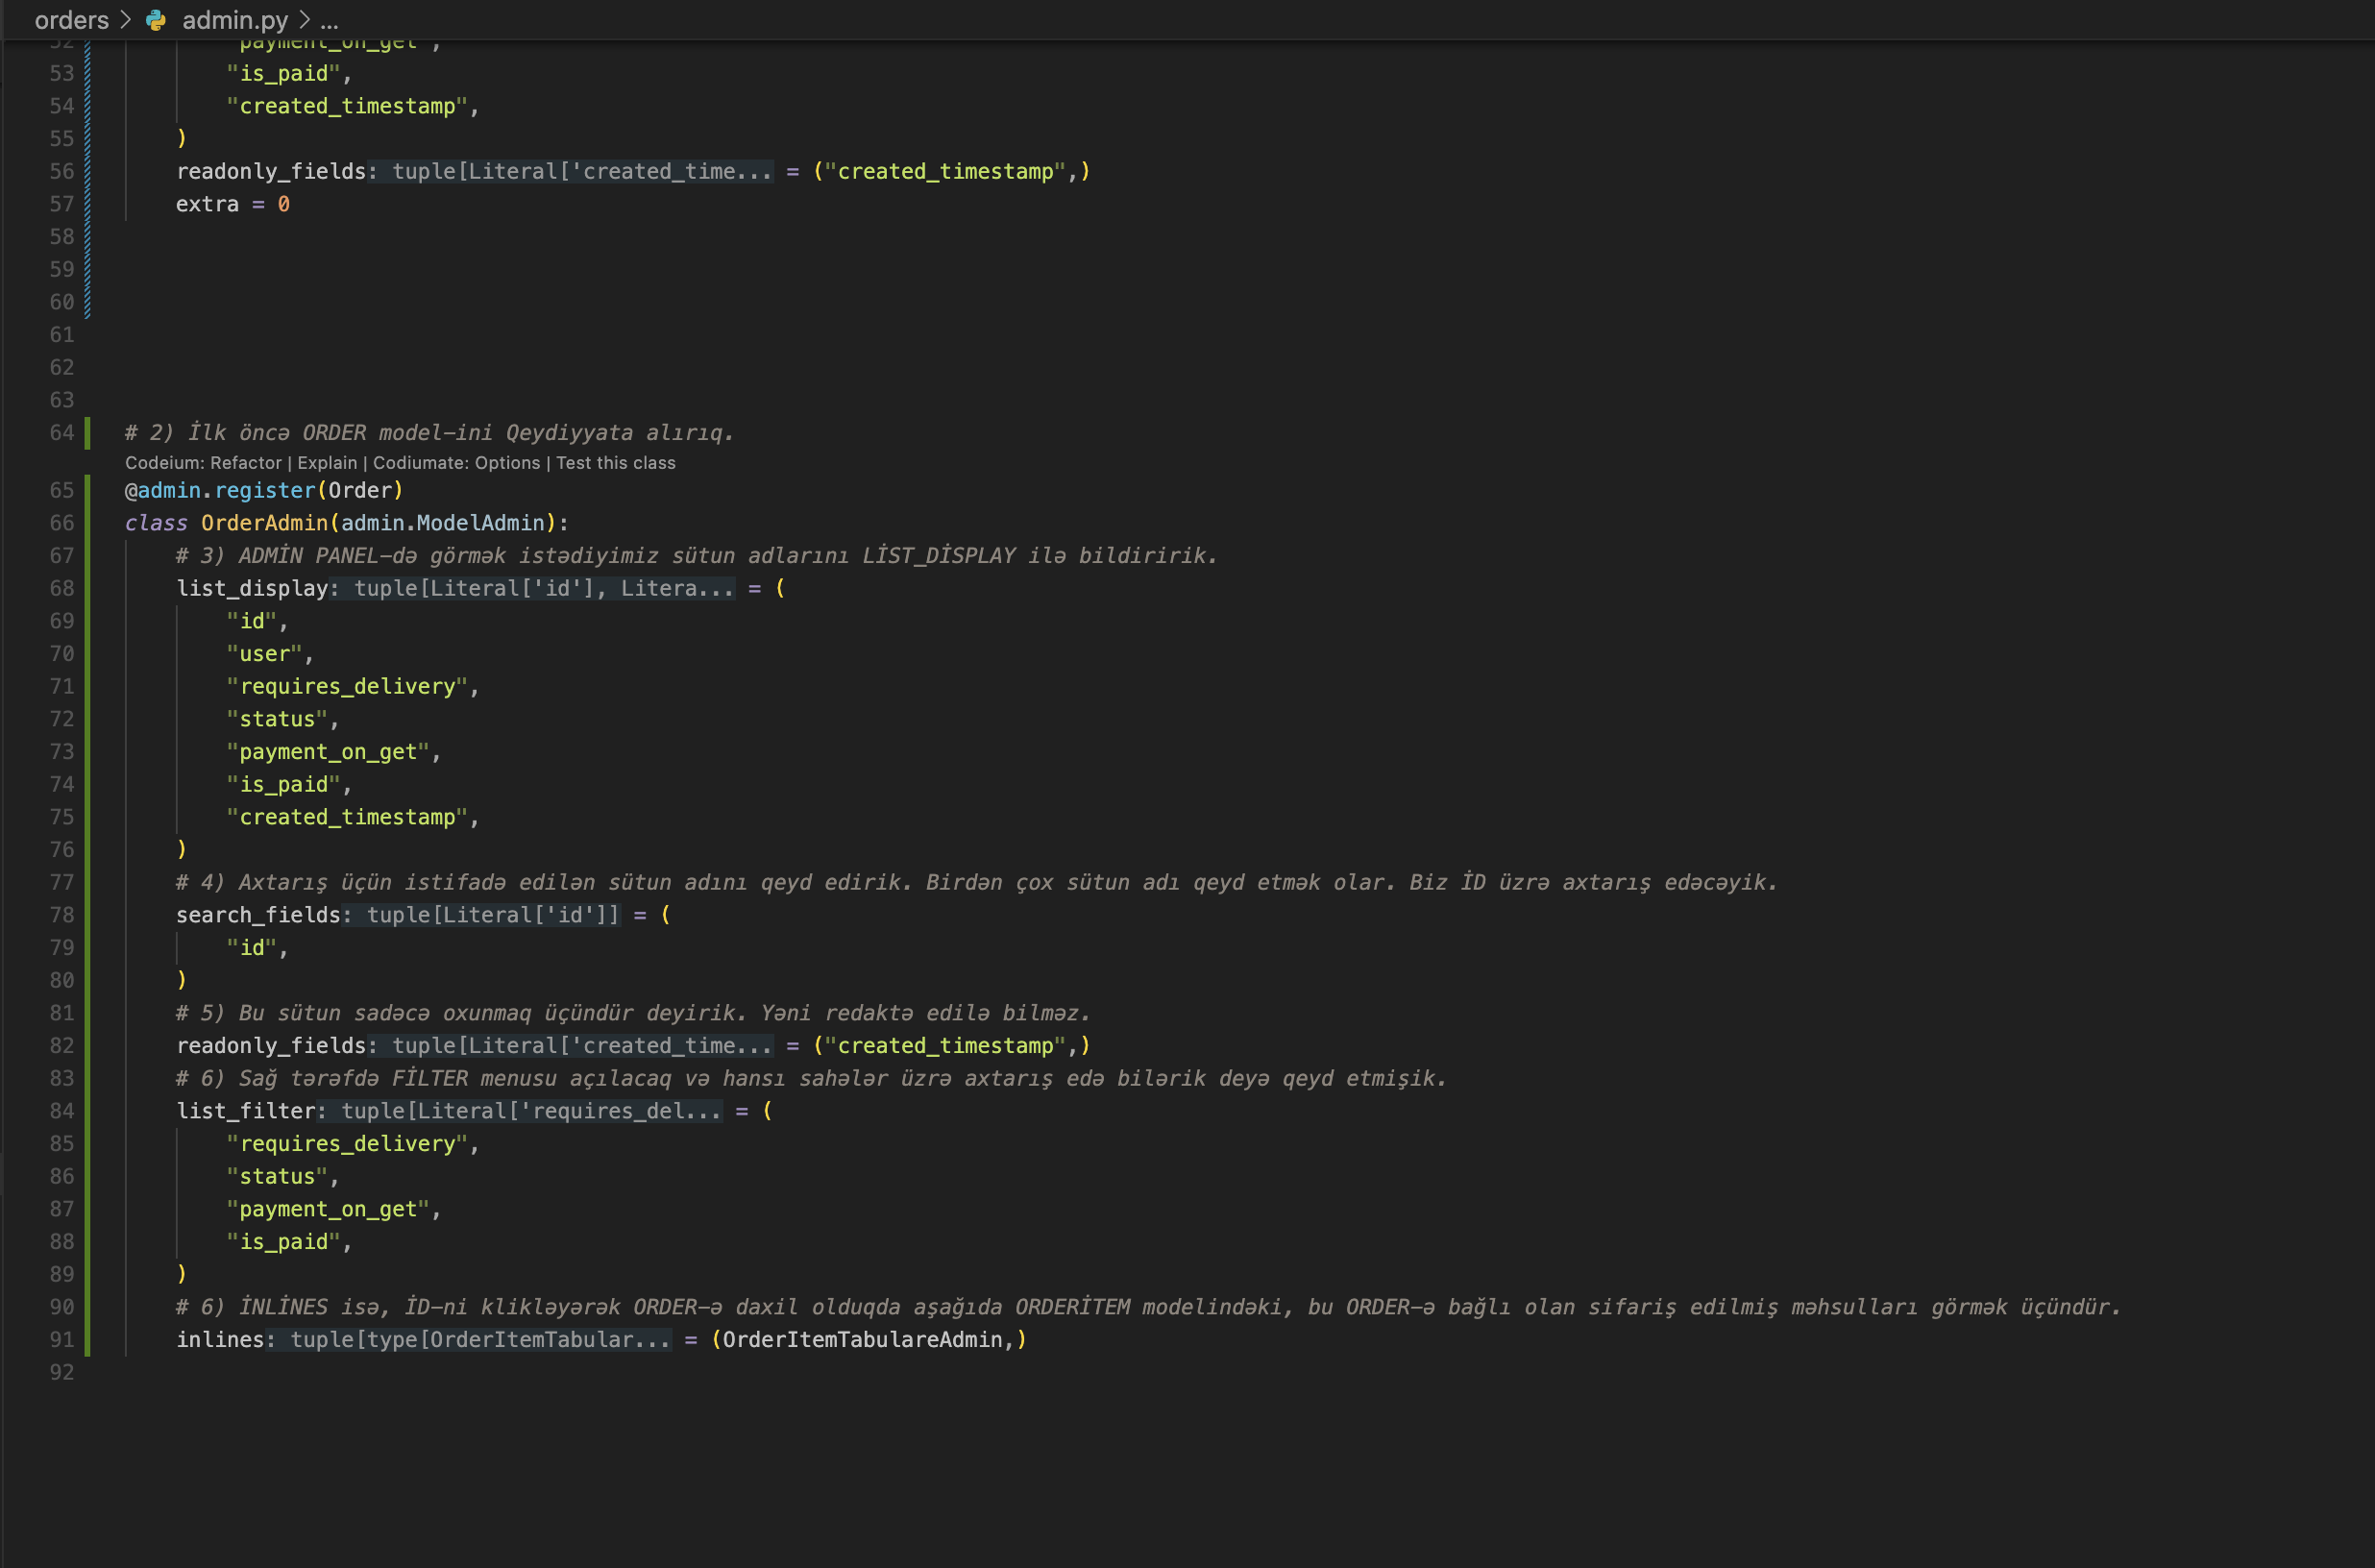 orders > admin.py > ...
52 "payment_on_get",
53 "is_paid",
54 "created_timestamp",
55 )
56 readonly_fields: tuple[Literal['created_time... = ("created_timestamp",)
57 extra = 0
58
59
60
61
62
63
64 # 2) İlk öncə ORDER model-ini Qeydiyyata alırıq.
Codeium: Refactor | Explain | Codiumate: Options | Test this class
65 @admin.register(Order)
66 class OrderAdmin(admin.ModelAdmin):
67 # 3) ADMİN PANEL-də görmək istədiyimiz sütun adlarını LİST_DİSPLAY ilə bildiririk.
68 list_display: tuple[Literal['id'], Litera... = (
69 "id",
70 "user",
71 "requires_delivery",
72 "status",
73 "payment_on_get",
74 "is_paid",
75 "created_timestamp",
76 )
77 # 4) Axtarış üçün istifadə edilən sütun adını qeyd edirik. Birdən çox sütun adı qeyd etmək olar. Biz İD üzrə axtarış edəcəyik.
78 search_fields: tuple[Literal['id']] = (
79 "id",
80 )
81 # 5) Bu sütun sadəcə oxunmaq üçündür deyirik. Yəni redaktə edilə bilməz.
82 readonly_fields: tuple[Literal['created_time... = ("created_timestamp",)
83 # 6) Sağ tərəfdə FİLTER menusu açılacaq və hansı sahələr üzrə axtarış edə bilərik deyə qeyd etmişik.
84 list_filter: tuple[Literal['requires_del... = (
85 "requires_delivery",
86 "status",
87 "payment_on_get",
88 "is_paid",
89 )
90 # 6) İNLİNES isə, İD-ni klikləyərək ORDER-ə daxil olduqda aşağıda ORDERİTEM modelindəki, bu ORDER-ə bağlı olan sifariş edilmiş məhsulları görmək üçündür.
91 inlines: tuple[type[OrderItemTabular... = (OrderItemTabulareAdmin,)
92